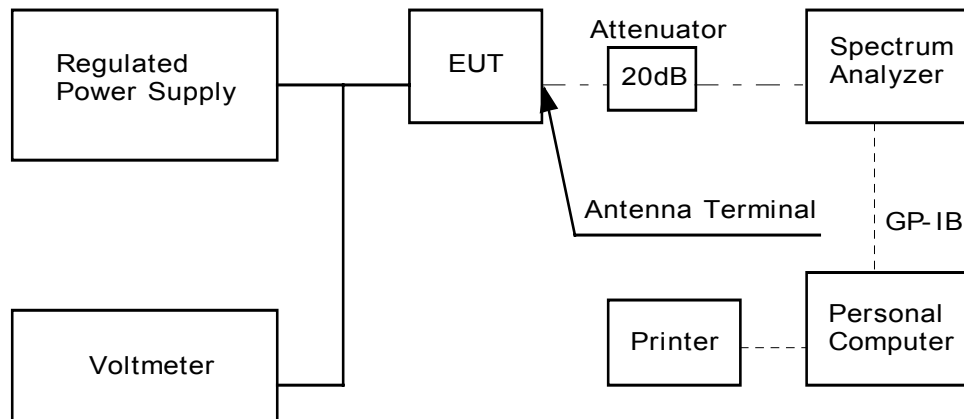 Regulated
Power Supply
EUT
Attenuator
20dB
Spectrum
Analyzer
Antenna Terminal
GP-IB
Voltmeter
Printer
Personal
Computer